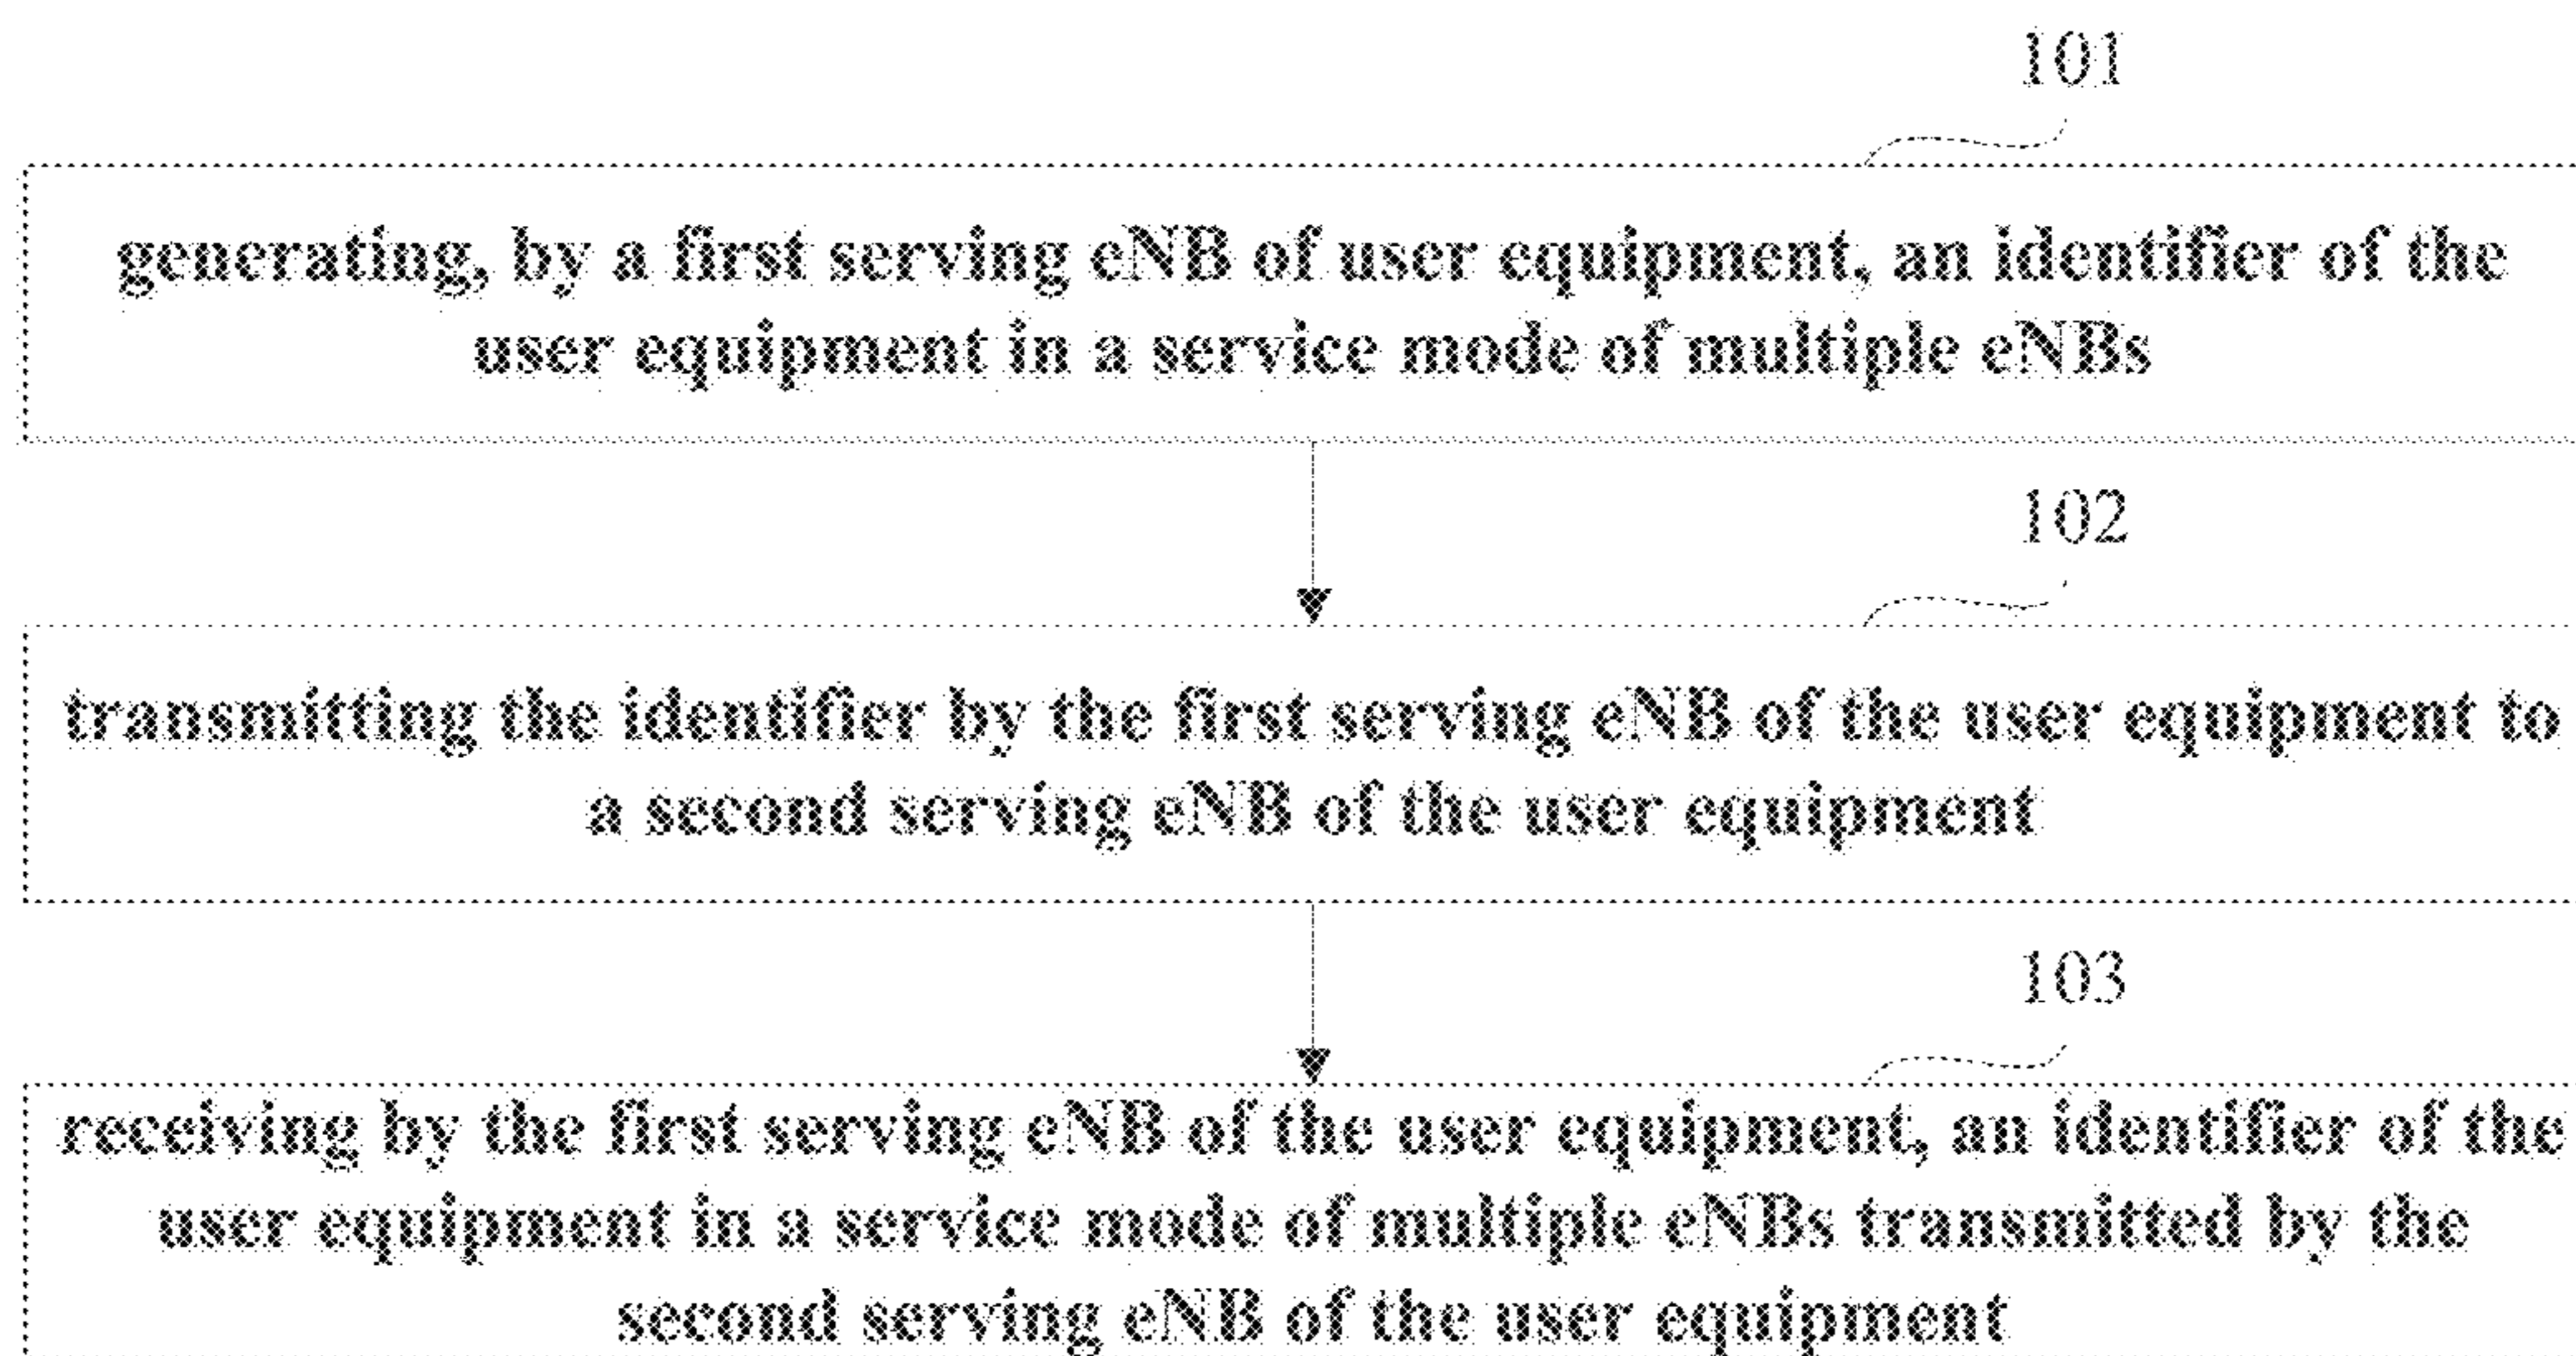 101
generating, by a first serving eNB of user equipment, an identifier of the
user equipment in a service mode of multiple eNBs
102
transmitting the identifier by the first serving eNB of the user equipment to
a second serving eNB of the user equipment
103
receiving by the first serving eNB of the user equipment, an identifier of the
user equipment in a service mode of multiple eNBs transmitted by the
second serving eNB of the user equipment